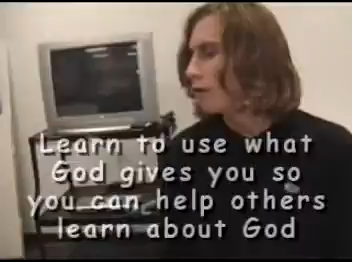 Learn to use what
God gives you so
you can help others
learn about God